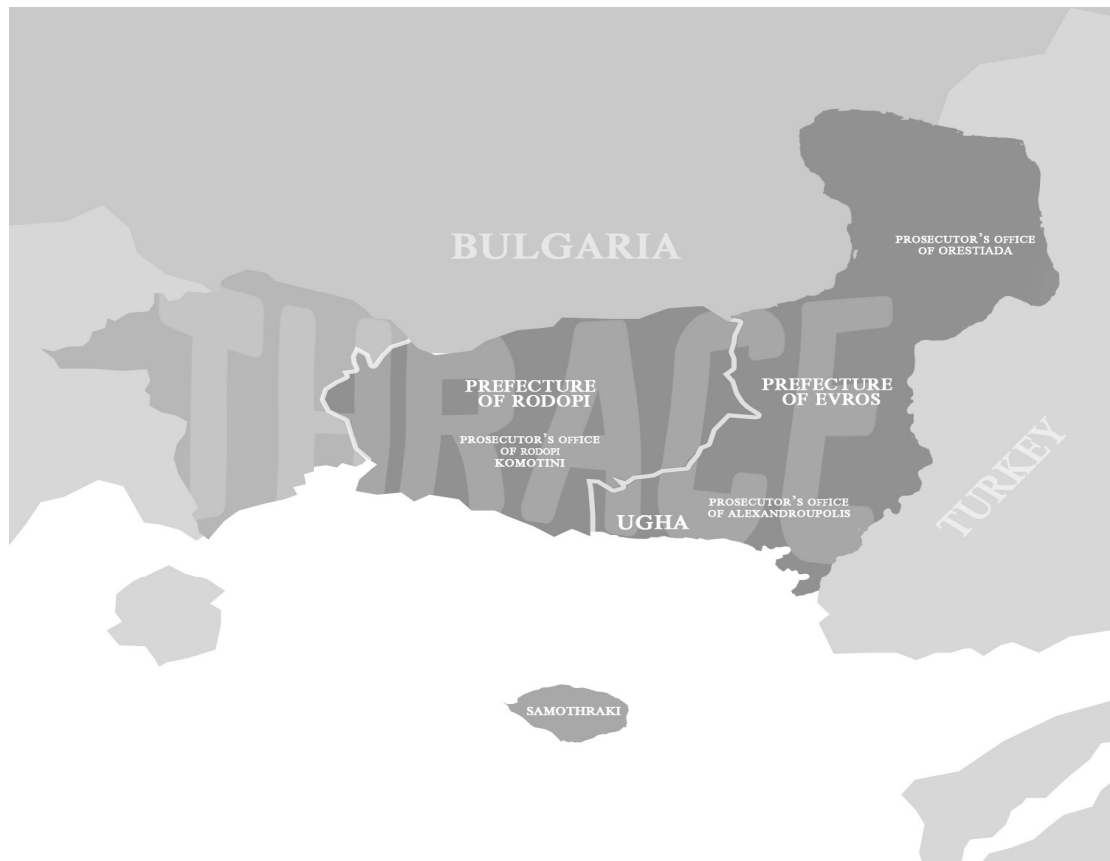 PROSECUTOR'S OFFICE
OF ORESTIADA
BULGARIA
THRACE
PREFECTURE
OF RODOPI
PREFECTURE
OF EVROS
PROSECUTOR'S OFFICE
OF RODOPI
KOMOTINI
TURKEY
PROSECUTOR'S OFFICE
OF ALEXANDROUPOLIS
UGHA
SAMOTHRAKI